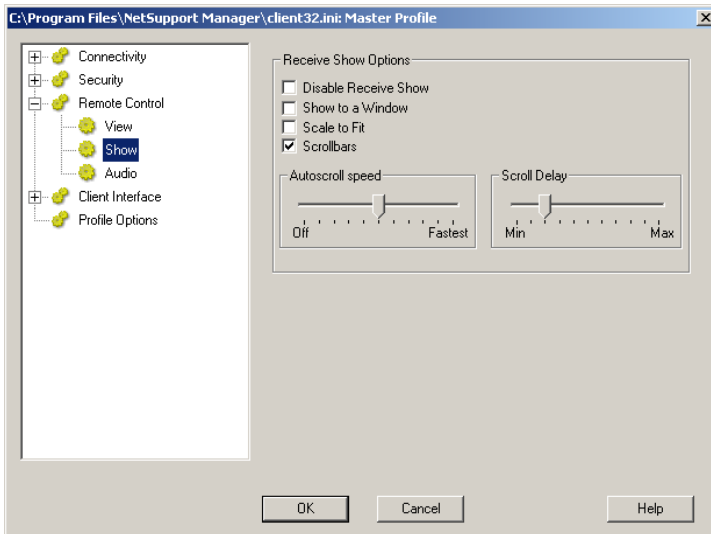 C:\Program Files\NetSupport Manager\client32.ini: Master Profile
Connectivity
Security
Remote Control
View
Show
Audio
Client Interface
Profile Options
Receive Show Options
Disable Receive Show
Show to a Window
Scale to Fit
Scrollbars
Autoscroll speed
Off Fastest
Scroll Delay
Min Max
OK Cancel Help